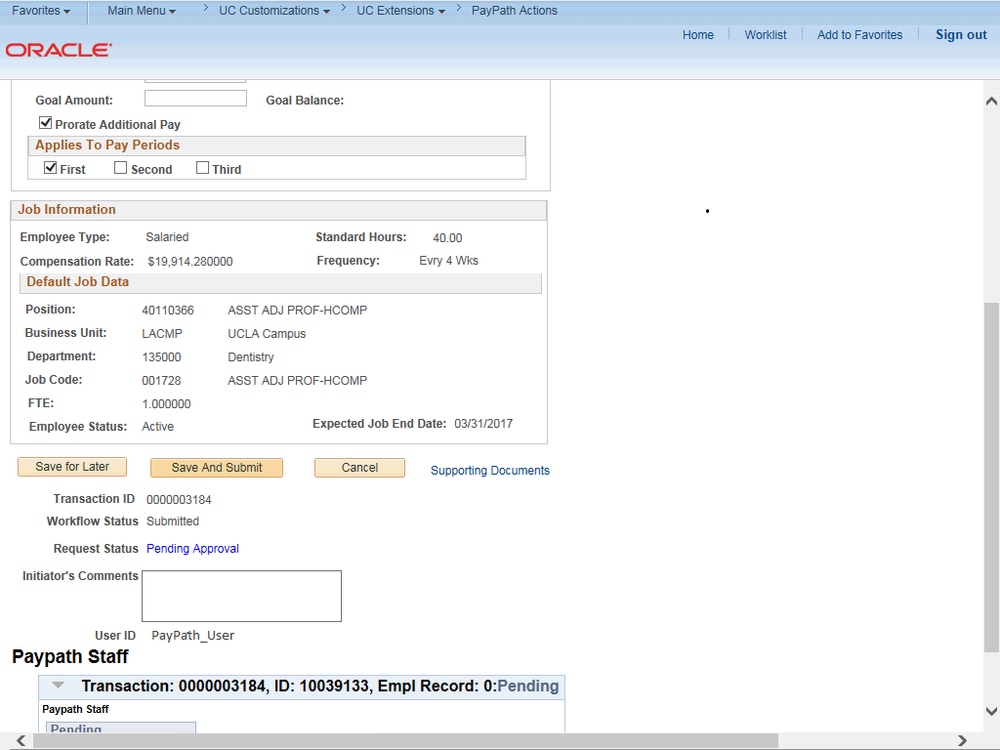 Favorites Main Menu > UC Customizations > UC Extensions > PayPath Actions
Home Worklist Add to Favorites Sign out
ORACLE
Goal Amount: Goal Balance:
Prorate Additional Pay
Applies To Pay Periods
First Second Third
Job Information
Employee Type: Salaried Standard Hours: 40.00
Compensation Rate: $19,914.280000 Frequency: Evry 4 Wks
Default Job Data
Position: 40110366 ASST ADJ PROF-HCOMP
Business Unit: LACMP UCLA Campus
Department: 135000 Dentistry
Job Code: 001728 ASST ADJ PROF-HCOMP
FTE: 1.000000
Employee Status: Active Expected Job End Date: 03/31/2017
Save for Later Save And Submit Cancel Supporting Documents
Transaction ID 0000003184
Workflow Status Submitted
Request Status Pending Approval
Initiator's Comments
User ID PayPath_User
Paypath Staff
Transaction: 0000003184, ID: 10039133, Empl Record: 0:Pending
Paypath Staff
Pending